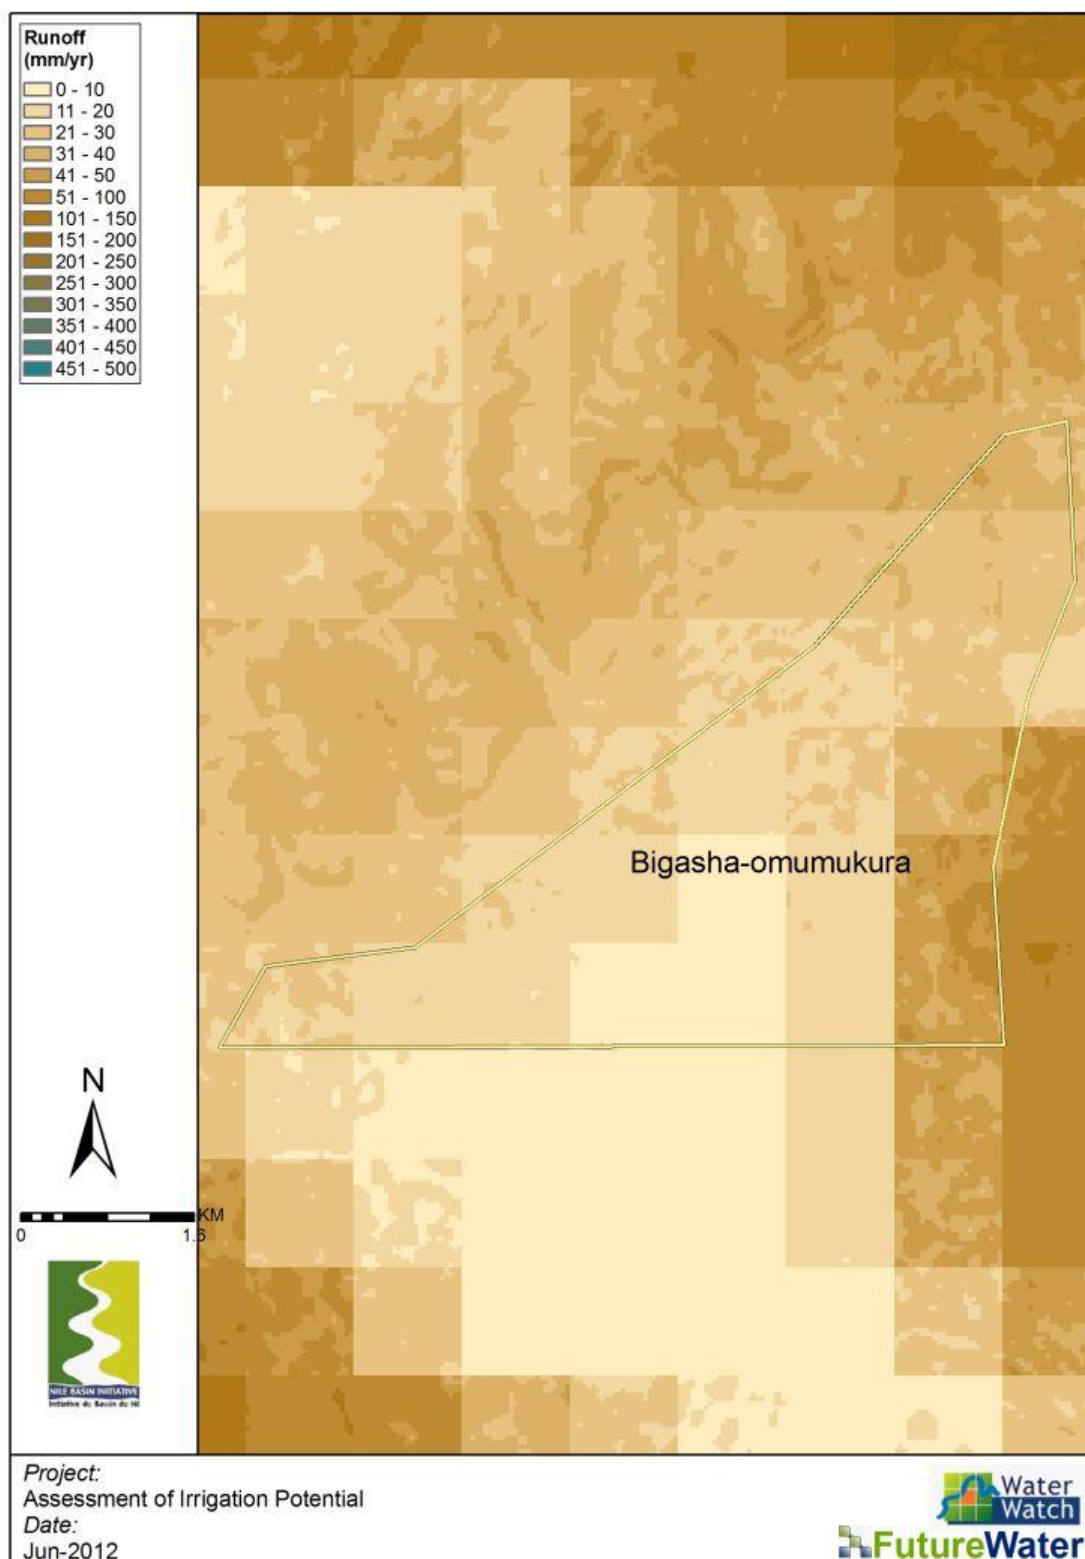 Runoff
(mm/yr)
0 - 10
11 - 20
21 - 30
31 - 40
41 - 50
51 - 100
101 - 150
151 - 200
201 - 250
251 - 300
301 - 350
351 - 400
401 - 450
451 - 500
Bigasha-omumukura
N
KM
0 1.6
NILE BASIN INITIATIVE
Initiative du Bassin du Nil
Project:
Assessment of Irrigation Potential
Date:
Jun-2012
Water
Watch
FutureWater